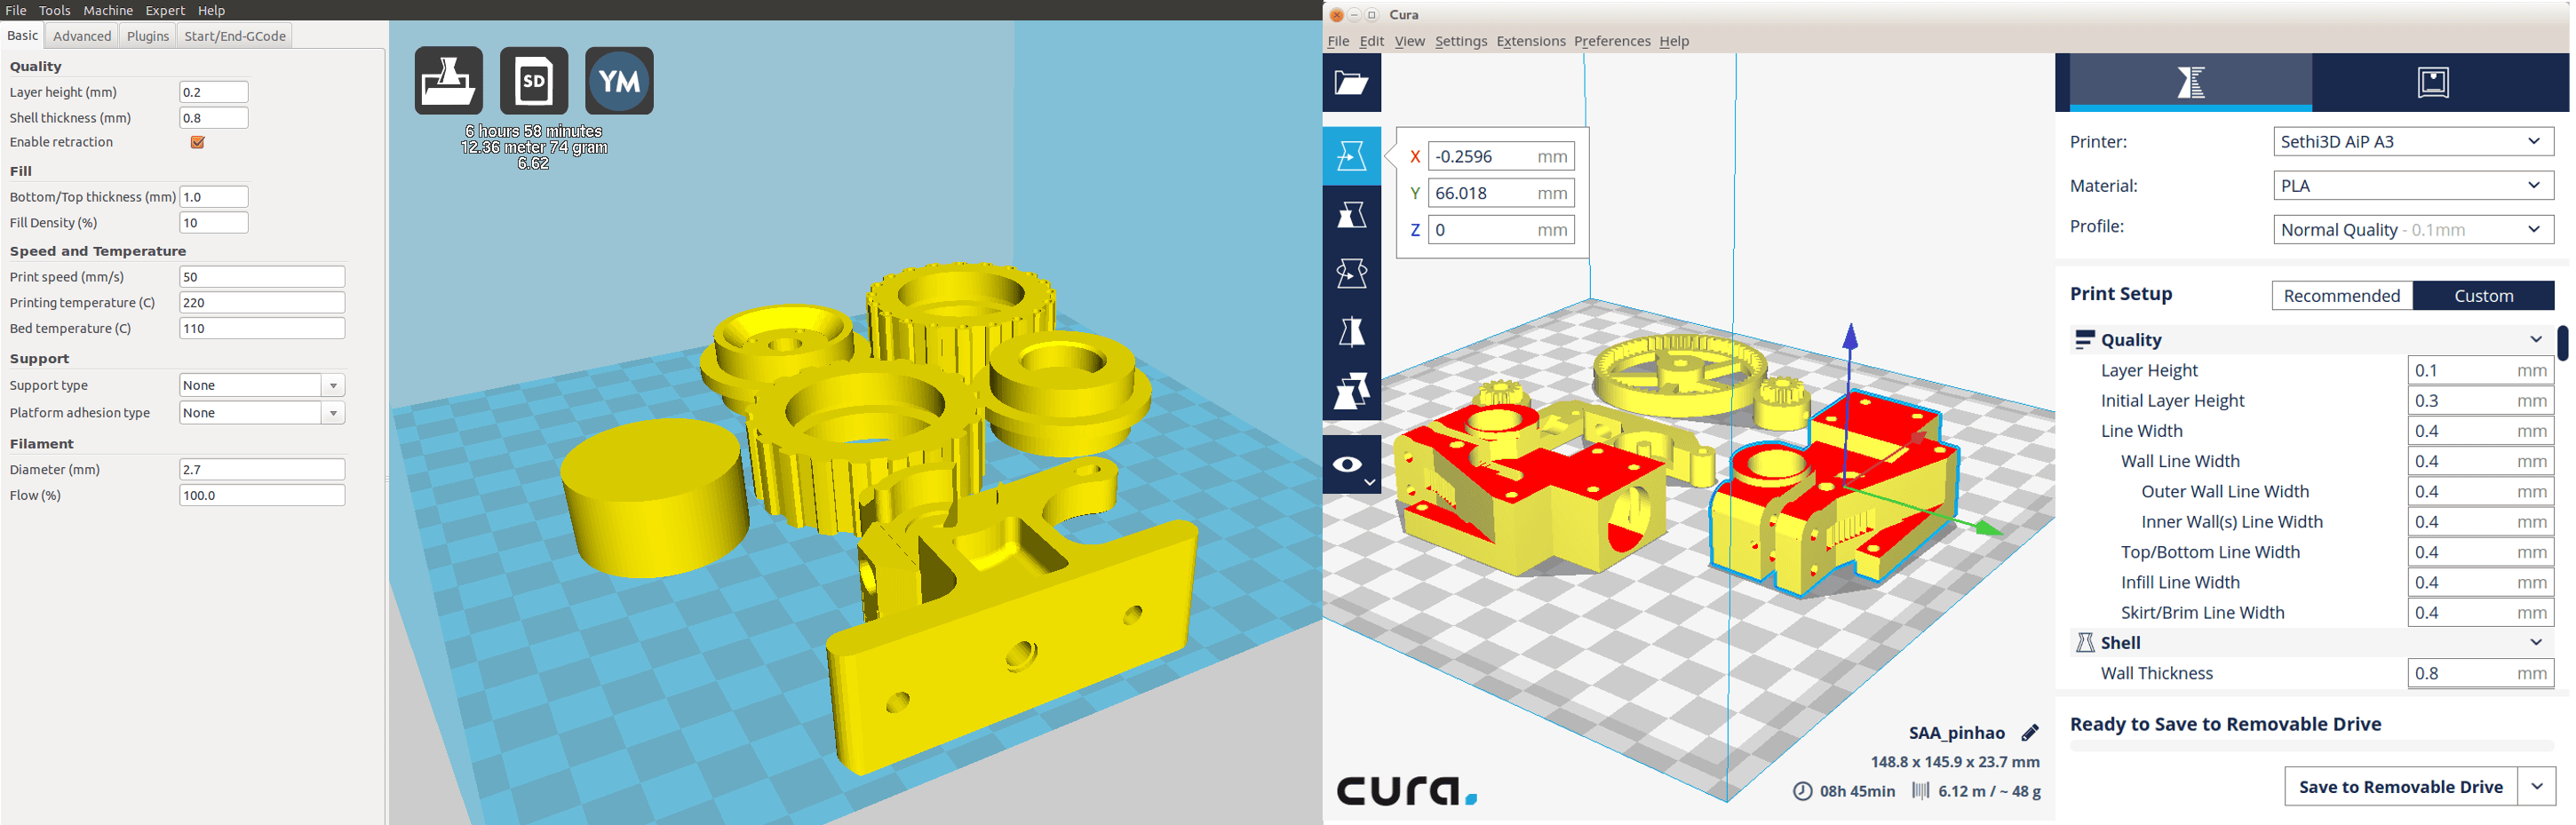 File Tools Machine Expert Help
Basic Advanced Plugins Start/End-GCode
Quality
Layer height (mm) 0.2
Shell thickness (mm) 0.8
Enable retraction
Fill
Bottom/Top thickness (mm) 1.0
Fill Density (%) 10
Speed and Temperature
Print speed (mm/s) 50
Printing temperature (C) 220
Bed temperature (C) 110
Support
Support type None
Platform adhesion type None
Filament
Diameter (mm) 2.7
Flow (%) 100.0
SD
YM
6 hours 58 minutes
12.36 meter 74 gram
6.62
Cura
File Edit View Settings Extensions Preferences Help
X -0.2596 mm
Y 66.018 mm
Z 0 mm
cura.
SAA_pinhao
148.8 x 145.9 x 23.7 mm
08h 45min 6.12 m / ~ 48 g
Printer: Sethi3D AiP A3
Material: PLA
Profile: Normal Quality - 0.1mm
Print Setup Recommended Custom
Quality
Layer Height 0.1 mm
Initial Layer Height 0.3 mm
Line Width 0.4 mm
Wall Line Width 0.4 mm
Outer Wall Line Width 0.4 mm
Inner Wall(s) Line Width 0.4 mm
Top/Bottom Line Width 0.4 mm
Infill Line Width 0.4 mm
Skirt/Brim Line Width 0.4 mm
Shell
Wall Thickness 0.8 mm
Ready to Save to Removable Drive
Save to Removable Drive